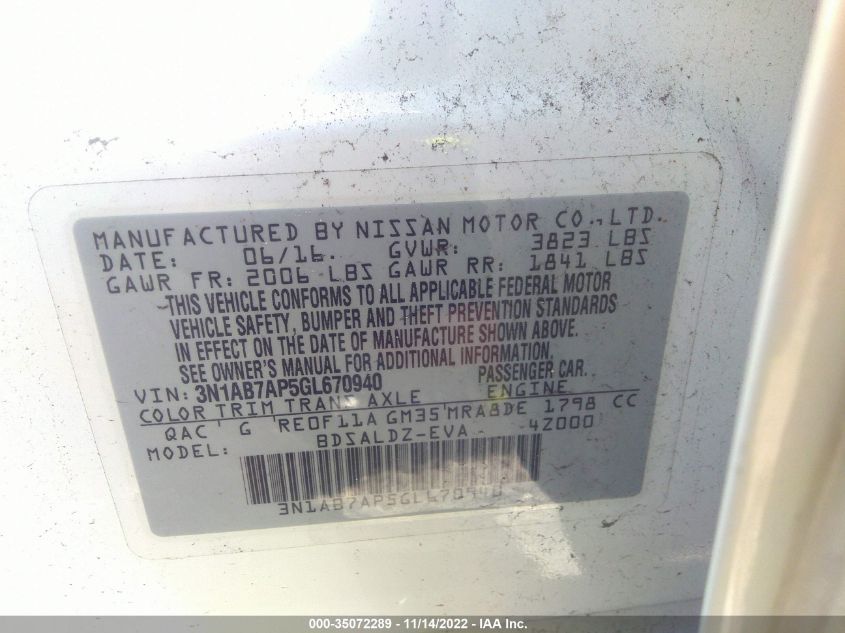 MANUFACTURED BY NISSAN MOTOR CO., LTD.
DATE: 06/16. GVWR: 3823 LBS
GAWR FR: 2006 LBS GAWR RR: 1841 LBS
THIS VEHICLE CONFORMS TO ALL APPLICABLE FEDERAL MOTOR
VEHICLE SAFETY, BUMPER AND THEFT PREVENTION STANDARDS
IN EFFECT ON THE DATE OF MANUFACTURE SHOWN ABOVE.
SEE OWNER'S MANUAL FOR ADDITIONAL INFORMATION.
VIN: 3N1AB7AP5GL670940 PASSENGER CAR.
COLOR TRIM TRANS AXLE ENGINE
QAC G RE0F11A GM35 MRA8DE 1798 CC
MODEL: BDSALDZ-EVA - 4Z000
3N1AB7AP5GL670940
000-35072289 - 11/14/2022 - IAA Inc.